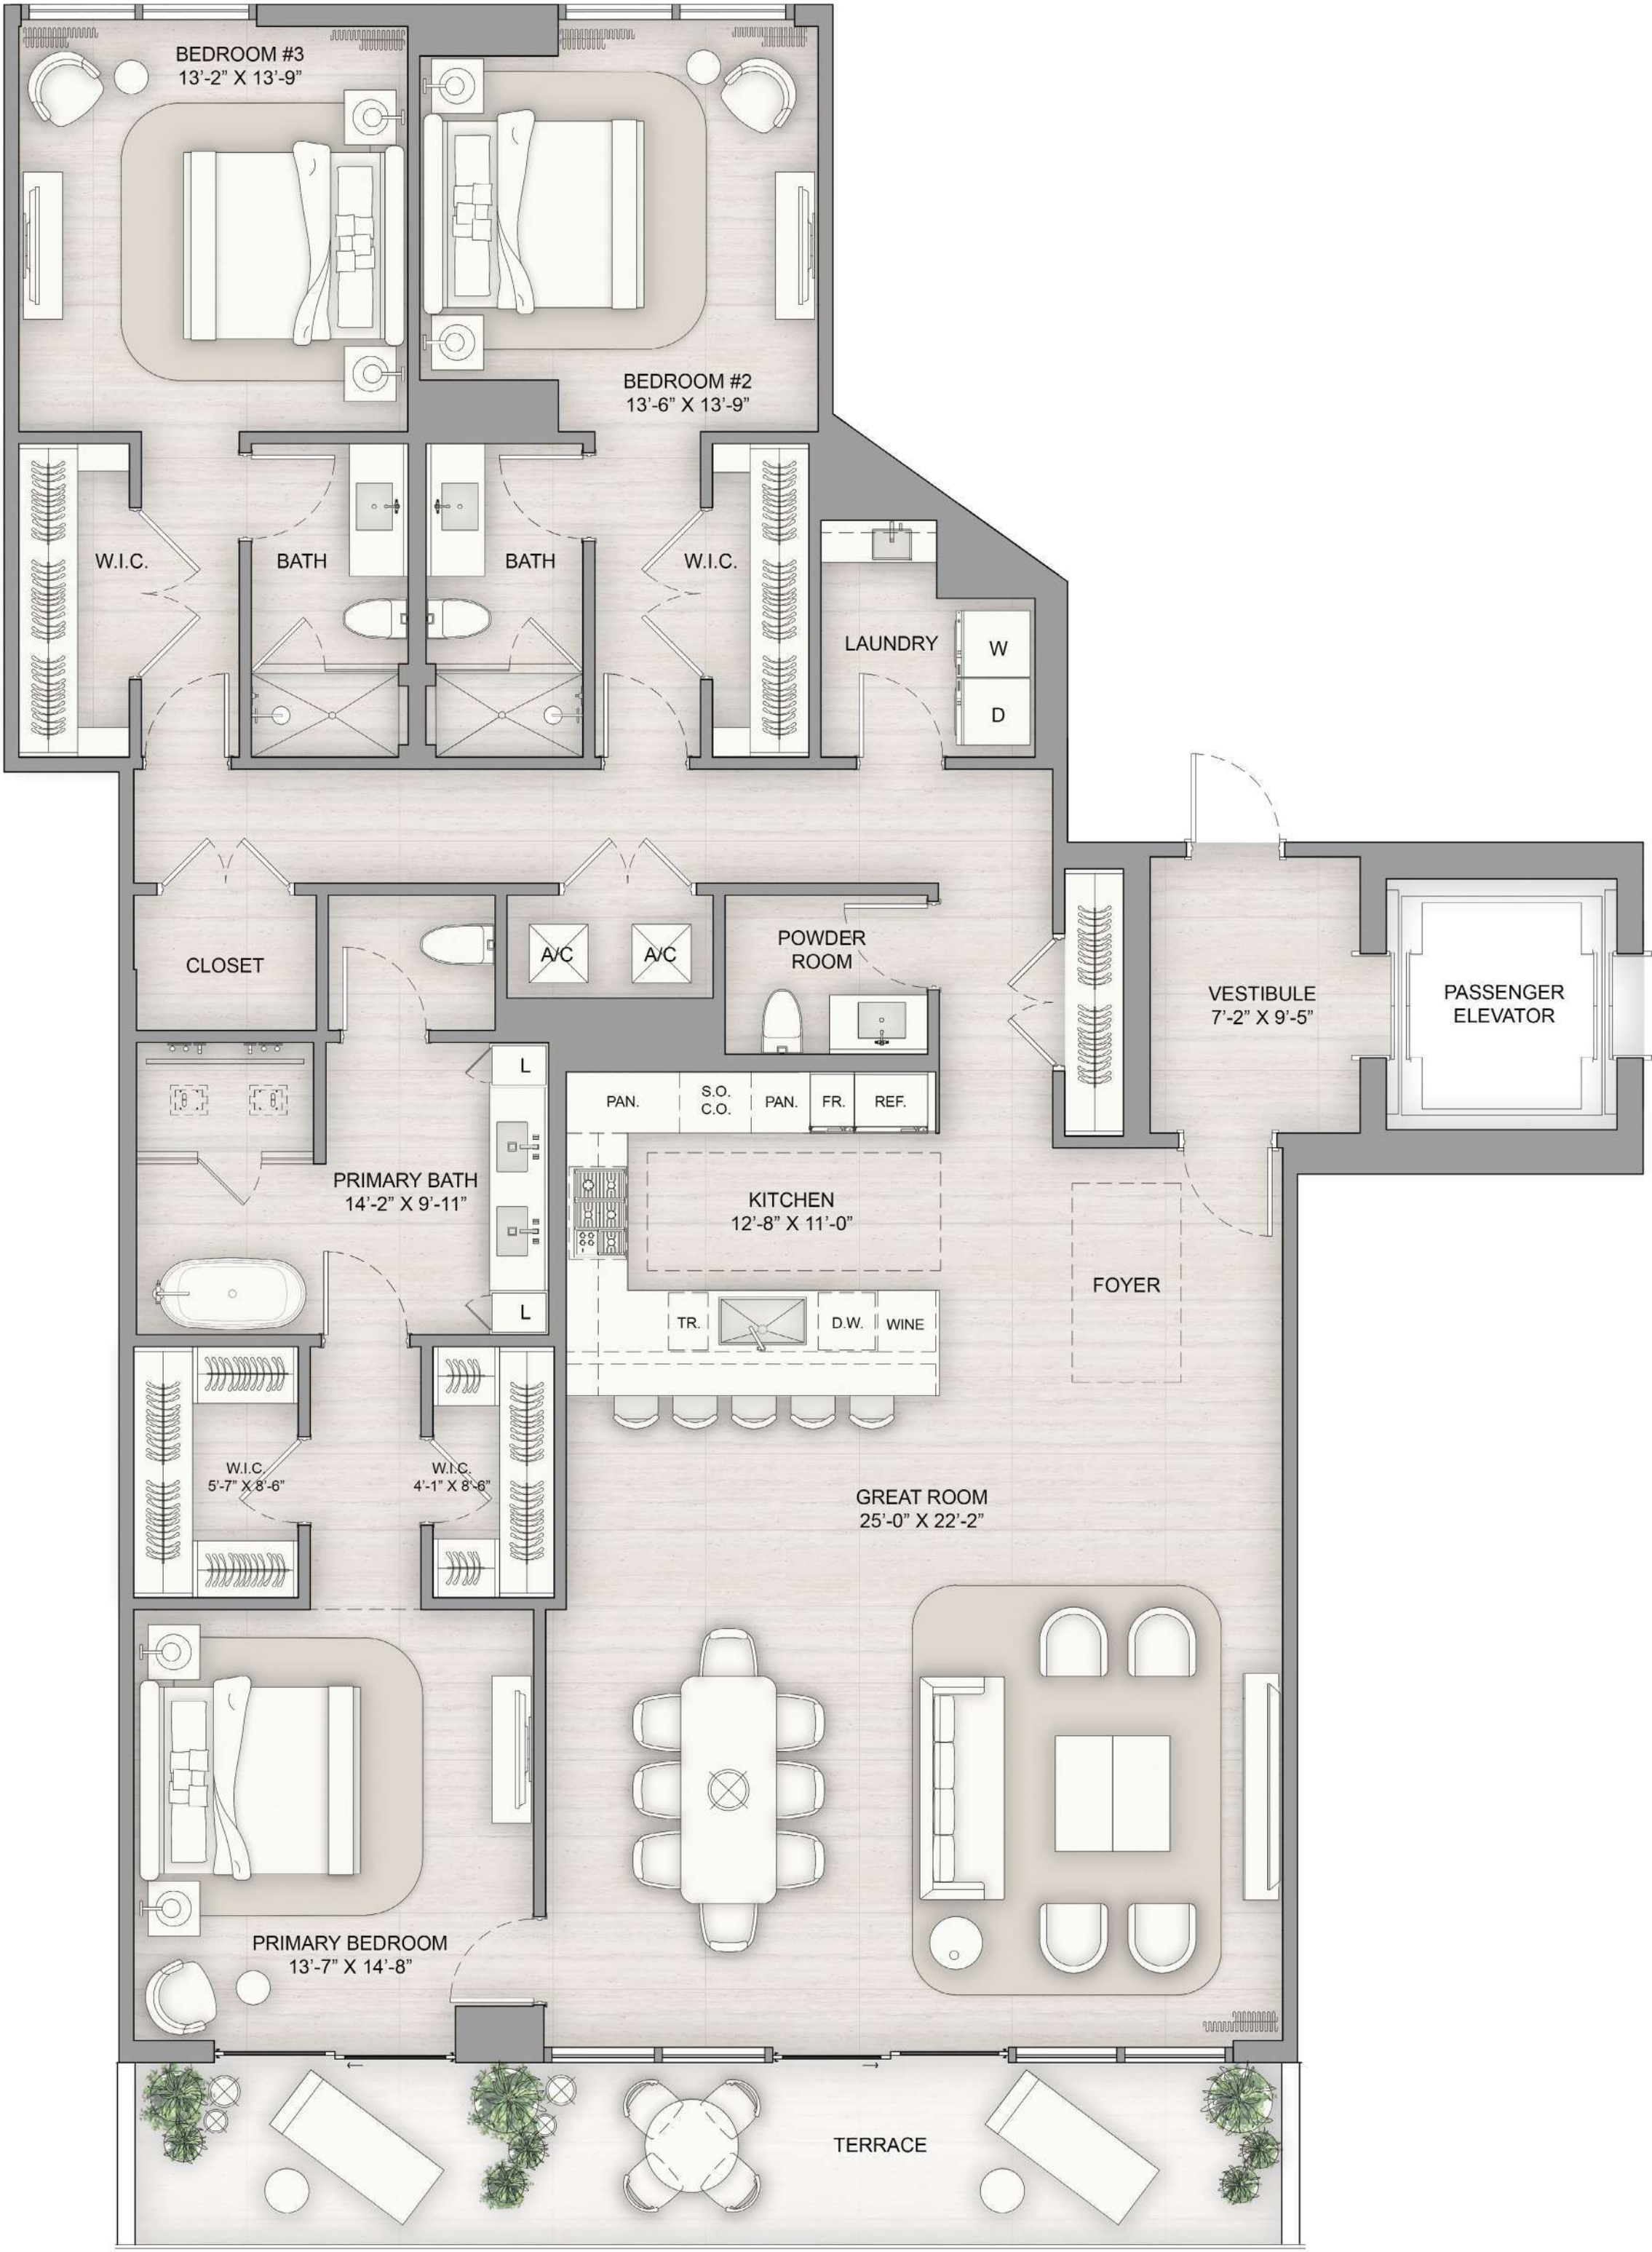 BEDROOM #3
13'-2” X 13'-9”
BEDROOM #2
13'-6” X 13'-9”
W.I.C.
BATH
BATH
W.I.C.
LAUNDRY
W
D
CLOSET
A/C
A/C
POWDER
ROOM
VESTIBULE
7'-2” X 9'-5”
PASSENGER
ELEVATOR
L
PAN.
S.O.
C.O.
PAN.
FR.
REF.
PRIMARY BATH
14'-2” X 9'-11”
KITCHEN
12'-8” X 11'-0”
FOYER
L
TR.
D.W.
WINE
W.I.C.
5'-7” X 8'-6”
W.I.C.
4'-1” X 8'-6”
GREAT ROOM
25'-0” X 22'-2”
PRIMARY BEDROOM
13'-7” X 14'-8”
TERRACE